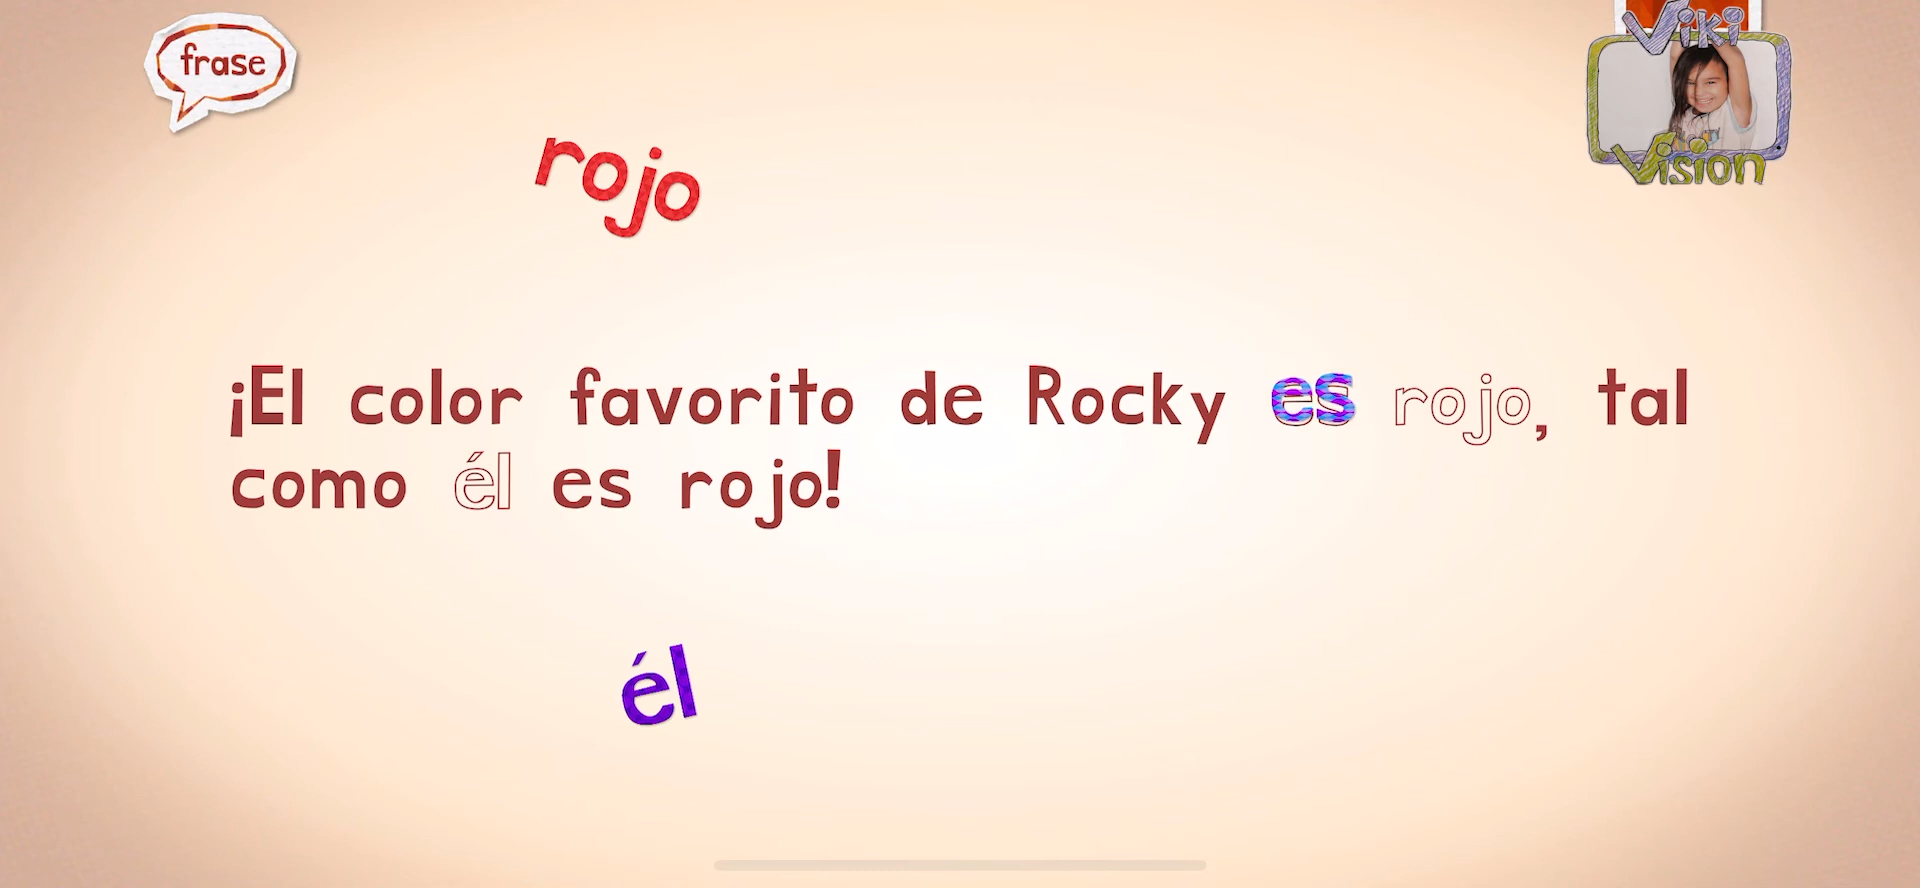 frase
Viki
Vision
rojo
¡El color favorito de Rocky es rojo, tal
como él es rojo!
él